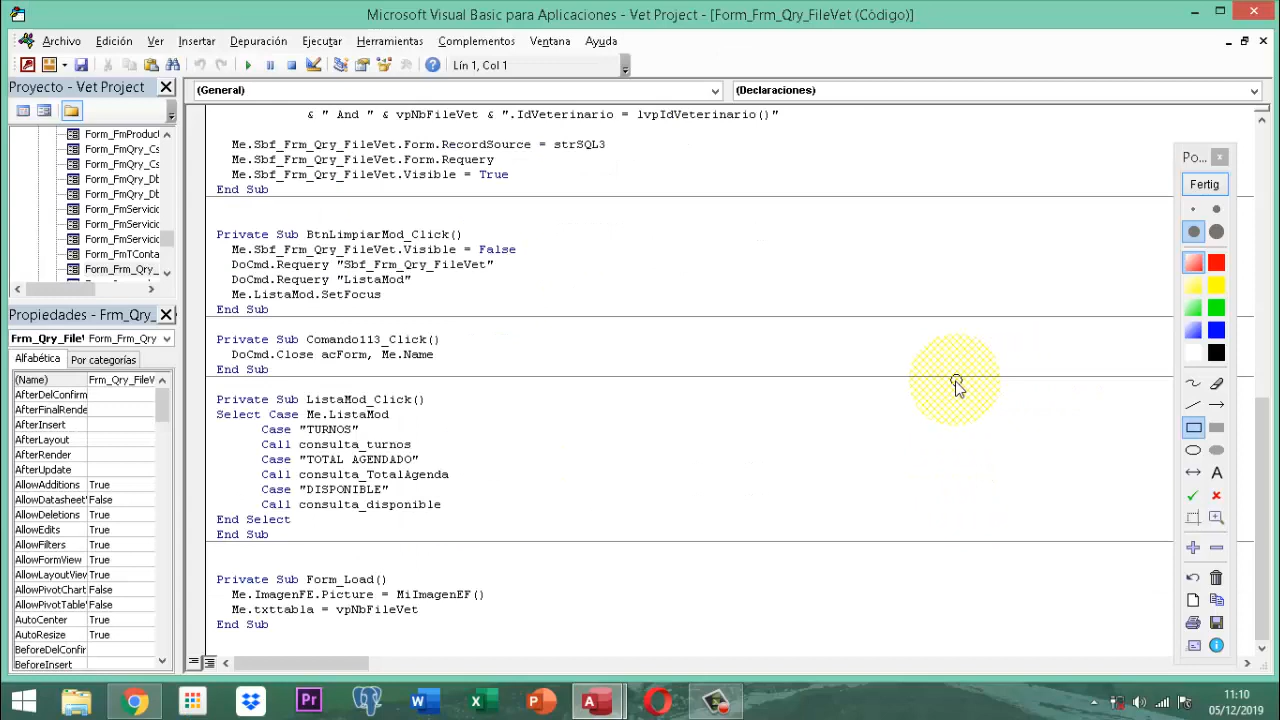 Microsoft Visual Basic para Aplicaciones - Vet Project - [Form_Frm_Qry_FileVet (Código)]
Archivo Edición Ver Insertar Formato Depuración Ejecutar Herramientas Complementos Ventana Ayuda
Lín 1, Col 1
Proyecto - Vet Project
(General)
(Declaraciones)
Form_FmProduc
Form_FmQry_Cs
Form_FmQry_Cs
Form_FmQry_Db
Form_FmQry_Db
Form_FmServicio
Form_FmServicio
Form_FmServicio
Form_FmTConta
Form_Frm_Qry_
Propiedades - Frm_Qry_
Frm_Qry_Fil Form_Frm_Qry_
Alfabética Por categorías
(Name) Frm_Qry_FileV
AfterDelConfirm
AfterFinalRende
AfterInsert
AfterLayout
AfterRender
AfterUpdate
AllowAdditions True
AllowDatasheet False
AllowDeletions True
AllowEdits True
AllowFilters True
AllowFormView True
AllowLayoutView True
AllowPivotChart False
AllowPivotTable False
AutoCenter True
AutoResize True
BeforeDelConfir
BeforeInsert
& " And " & vpNbFileVet & ".IdVeterinario = lvpIdVeterinario()"
Me.Sbf_Frm_Qry_FileVet.Form.RecordSource = strSQL3
Me.Sbf_Frm_Qry_FileVet.Form.Requery
Me.Sbf_Frm_Qry_FileVet.Visible = True
End Sub
Private Sub BtnLimpiarMod_Click()
Me.Sbf_Frm_Qry_FileVet.Visible = False
DoCmd.Requery "Sbf_Frm_Qry_FileVet"
DoCmd.Requery "ListaMod"
Me.ListaMod.SetFocus
End Sub
Private Sub Comando113_Click()
DoCmd.Close acForm, Me.Name
End Sub
Private Sub ListaMod_Click()
Select Case Me.ListaMod
Case "TURNOS"
Call consulta_turnos
Case "TOTAL AGENDADO"
Call consulta_TotalAgenda
Case "DISPONIBLE"
Call consulta_disponible
End Select
End Sub
Private Sub Form_Load()
Me.ImagenFE.Picture = MiImagenEF()
Me.txttabla = vpNbFileVet
End Sub
Po...
Fertig
A
Pr
W
X
P
A
11:10
05/12/2019